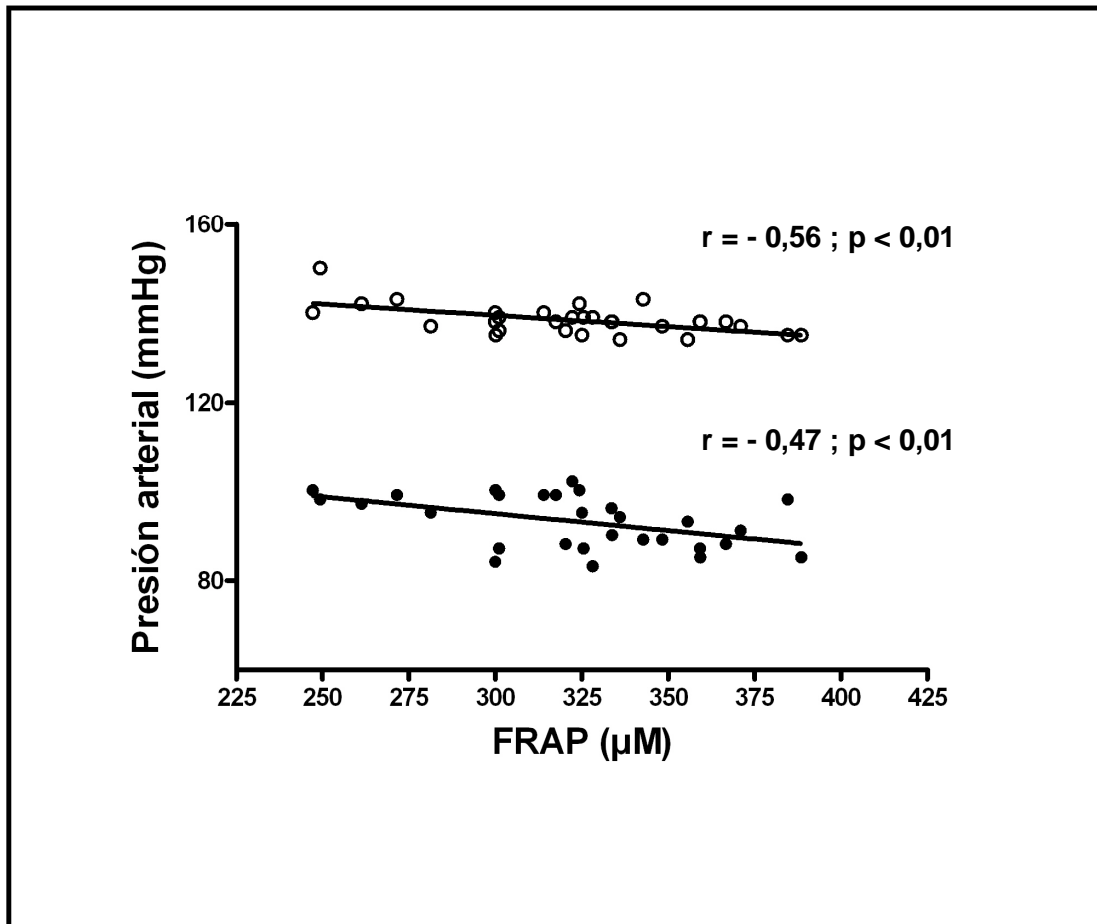 160
r = - 0,56 ; p < 0,01
120
r = - 0,47 ; p < 0,01
80
Presión arterial (mmHg)
225 250 275 300 325 350 375 400 425
FRAP (µM)